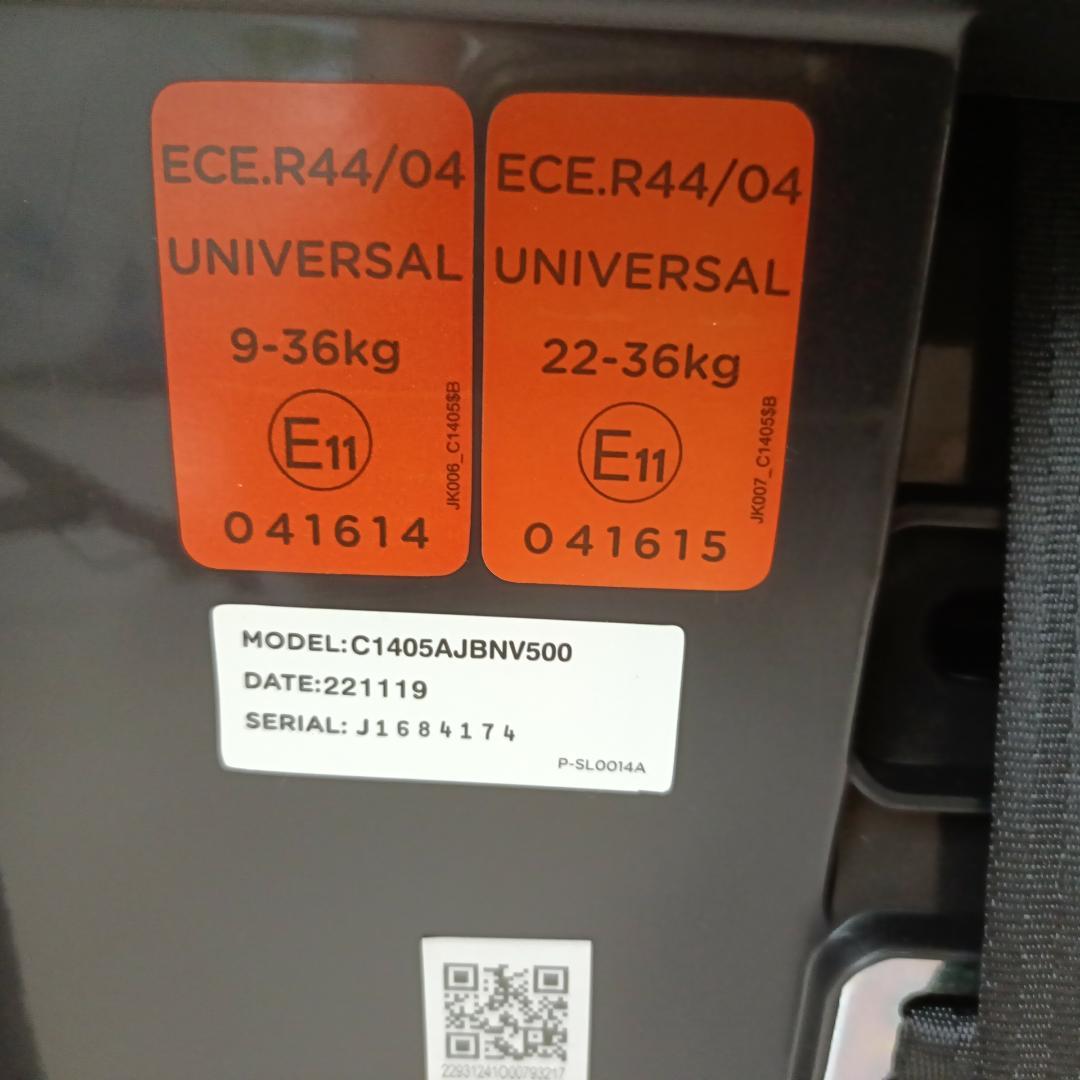 ECE.R44/04
UNIVERSAL
9-36kg
E11
041614
JK006_C1405$B
ECE.R44/04
UNIVERSAL
22-36kg
E11
041615
JK007_C1405$B
MODEL:C1405AJBNV500
DATE:221119
SERIAL: J1684174
P-SL0014A
22931241000793217